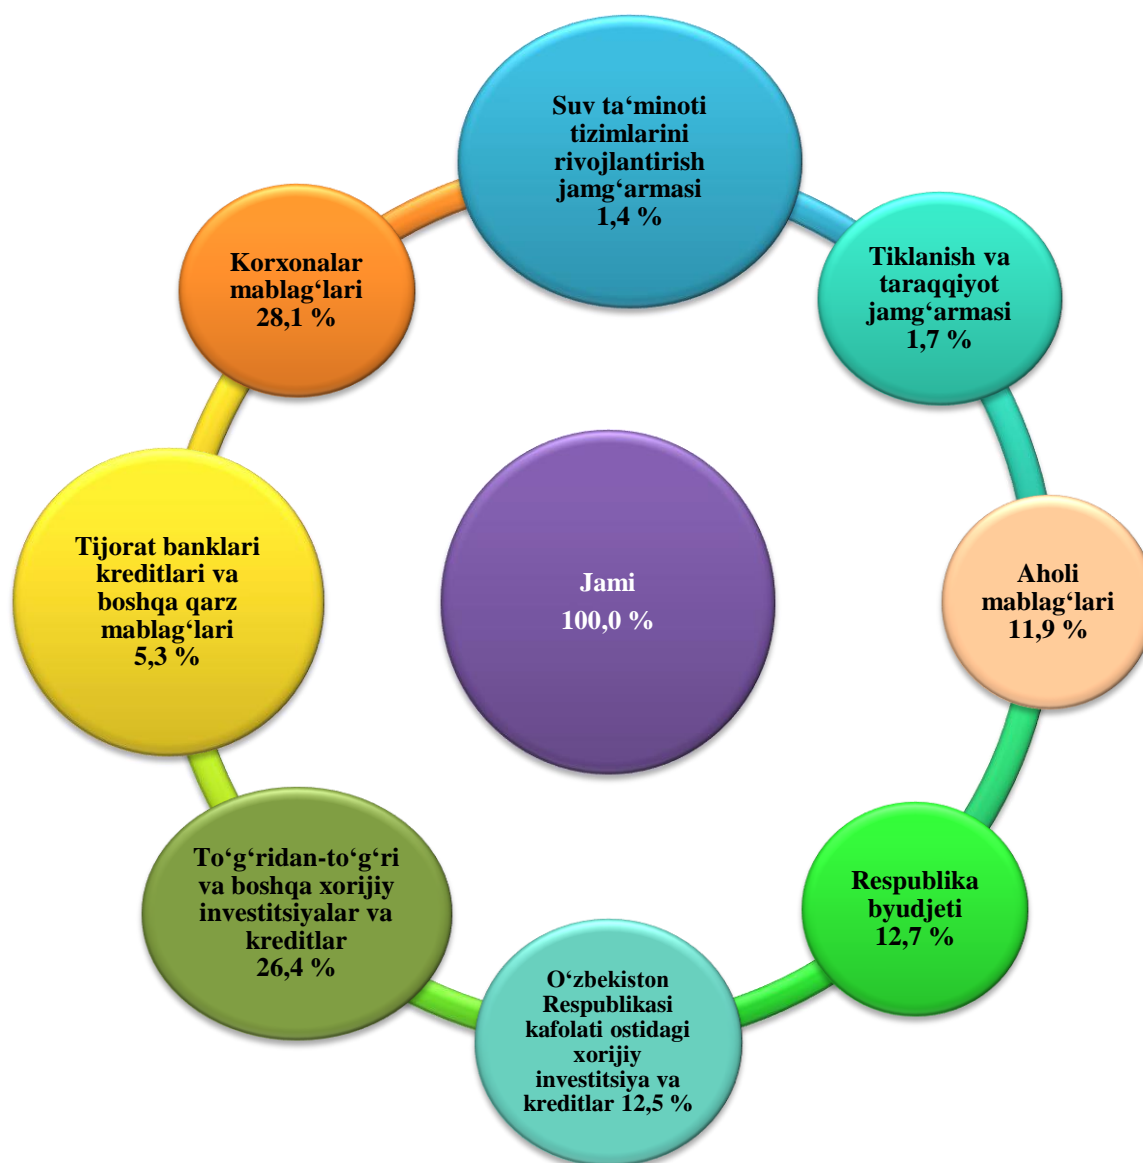 Suv ta‘minoti
tizimlarini
rivojlantirish
jamg‘armasi
1,4 %
Tiklanish va
taraqqiyot
jamg‘armasi
1,7 %
Aholi
mablag‘lari
11,9 %
Respublika
byudjeti
12,7 %
O‘zbekiston
Respublikasi
kafolati ostidagi
xorijiy
investitsiya va
kreditlar 12,5 %
To‘g‘ridan-to‘g‘ri
va boshqa xorijiy
investitsiyalar va
kreditlar
26,4 %
Tijorat banklari
kreditlari va
boshqa qarz
mablag‘lari
5,3 %
Korxonalar
mablag‘lari
28,1 %
Jami
100,0 %